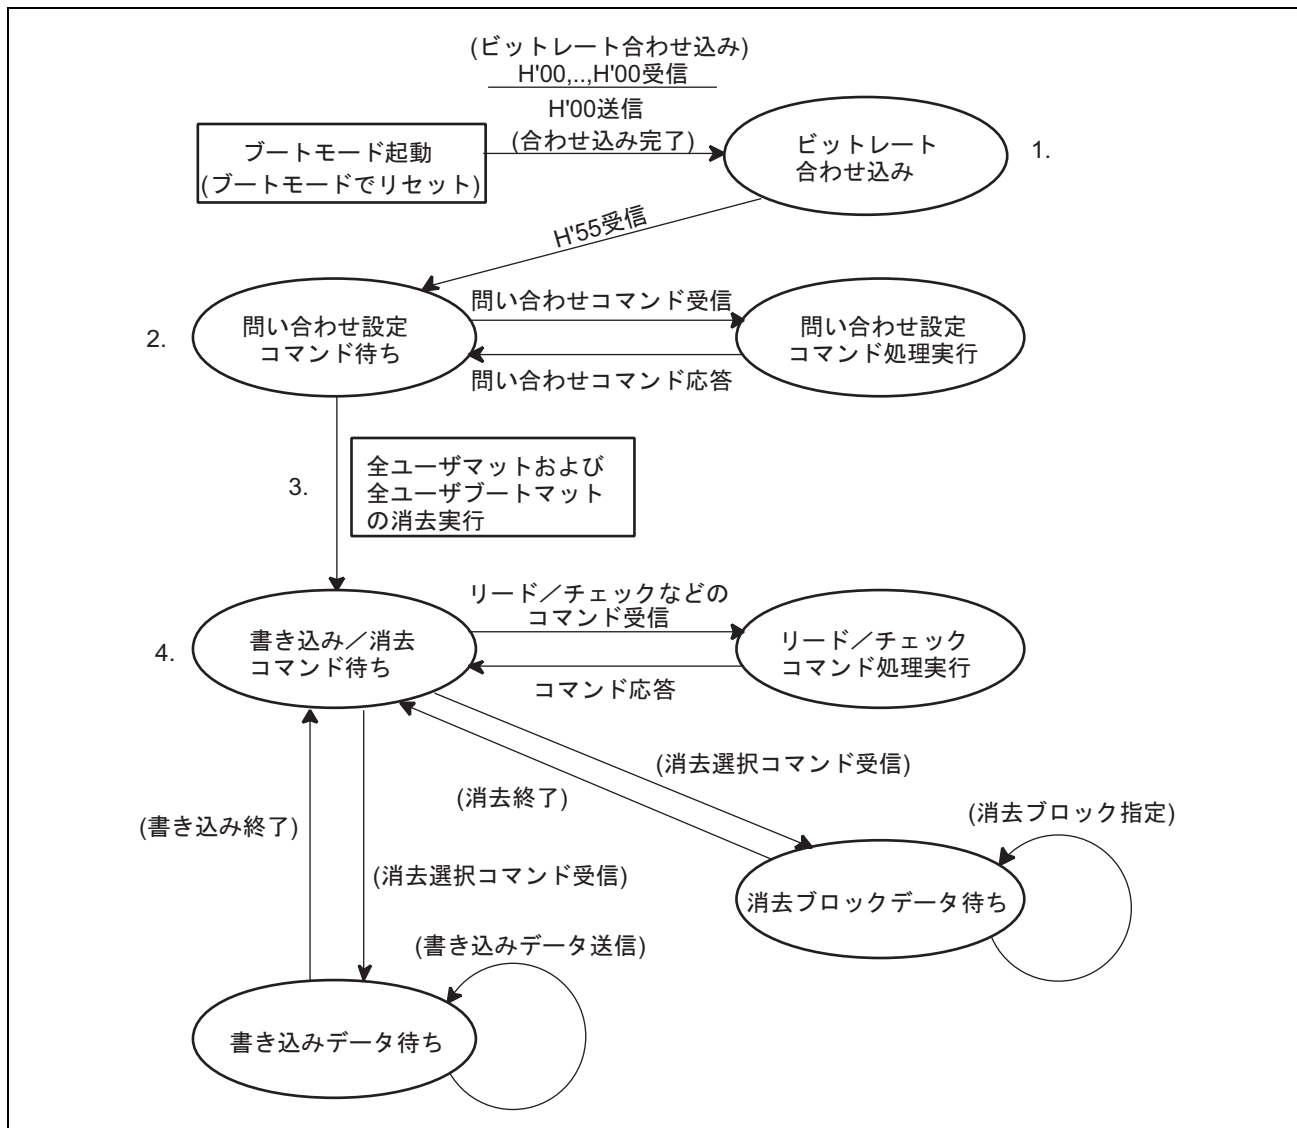 (ビットレート合わせ込み)
H'00,..,H'00受信
H'00送信
(合わせ込み完了)
ブートモード起動
(ブートモードでリセット)
ビットレート
合わせ込み
1.
H'55受信
2.
問い合わせ設定
コマンド待ち
問い合わせコマンド受信
問い合わせコマンド応答
問い合わせ設定
コマンド処理実行
3.
全ユーザマットおよび
全ユーザブートマット
の消去実行
4.
書き込み／消去
コマンド待ち
リード／チェックなどの
コマンド受信
コマンド応答
リード／チェック
コマンド処理実行
(消去選択コマンド受信)
(消去終了)
(書き込み終了)
(消去選択コマンド受信)
(消去ブロック指定)
消去ブロックデータ待ち
(書き込みデータ送信)
書き込みデータ待ち